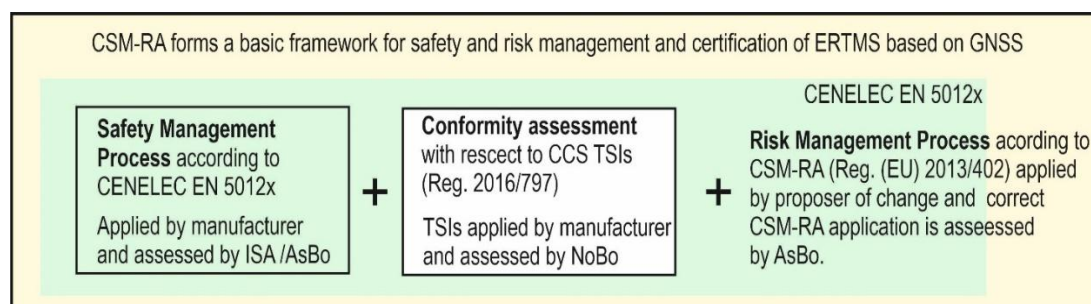 CSM-RA forms a basic framework for safety and risk management and certification of ERTMS based on GNSS
CENELEC EN 5012x
Safety Management
Process according to
CENELEC EN 5012x
Applied by manufacturer
and assessed by ISA /AsBo
+
Conformity assessment
with respect to CCS TSIs
(Reg. 2016/797)
TSIs applied by manufacturer
and assessed by NoBo
+
Risk Management Process acording to
CSM-RA (Reg. (EU) 2013/402) applied
by proposer of change and correct
CSM-RA application is asseessed
by AsBo.